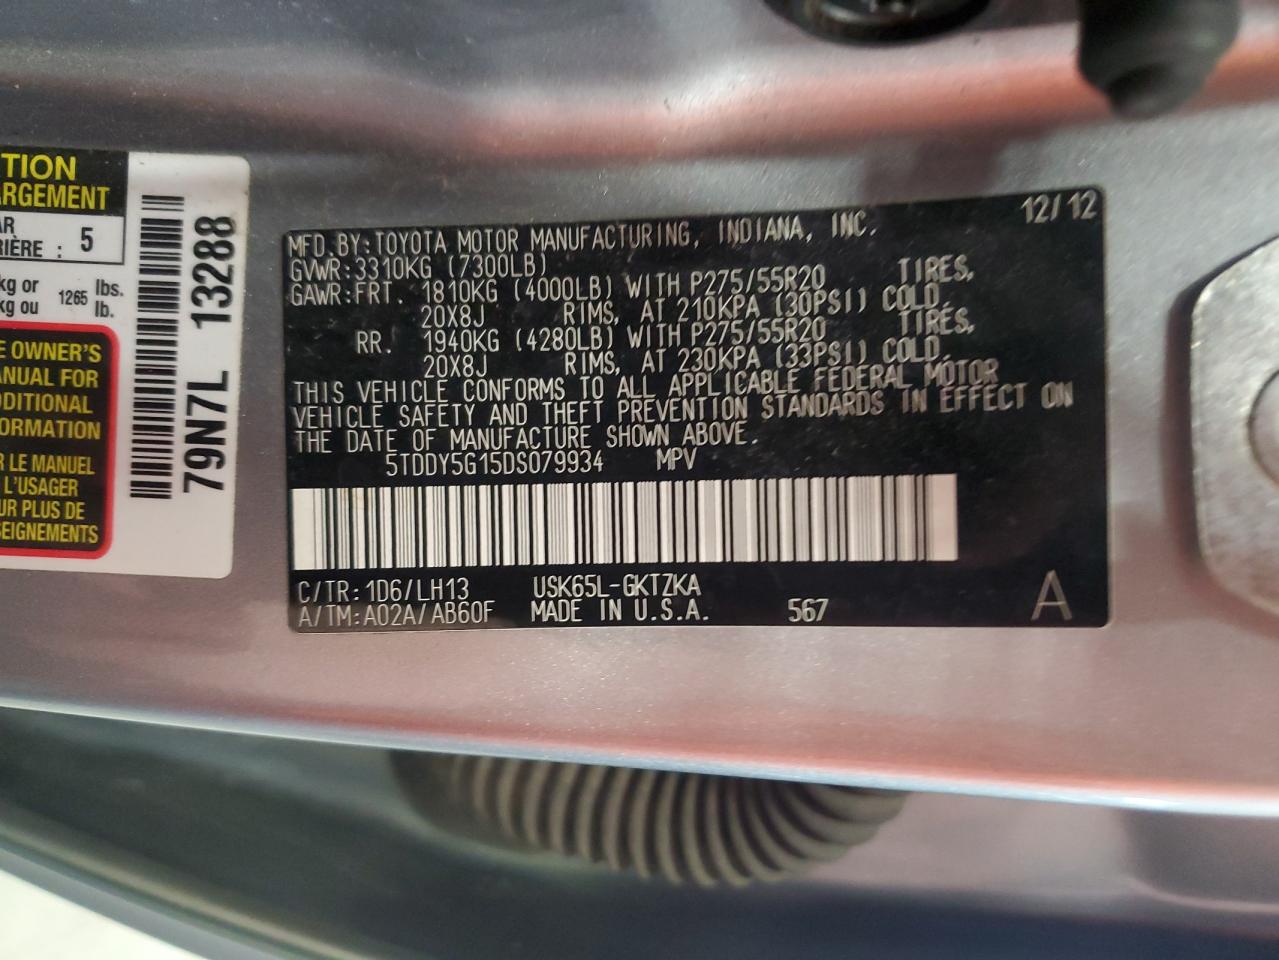 TION
ARGEMENT
AR
RIÈRE : 5
kg or 1265 lbs.
kg ou lb.
E OWNER'S
ANUAL FOR
DDITIONAL
FORMATION
R LE MANUEL
L'USAGER
UR PLUS DE
SEIGNEMENTS
79N7L 13288
12/12
MFD.BY:TOYOTA MOTOR MANUFACTURING, INDIANA, INC.
GVWR:3310KG (7300LB)
GAWR:FRT. 1810KG (4000LB) WITH P275/55R20 TIRES,
20X8J RIMS, AT 210KPA (30PSI) COLD.
RR. 1940KG (4280LB) WITH P275/55R20 TIRES,
20X8J RIMS, AT 230KPA (33PSI) COLD.
THIS VEHICLE CONFORMS TO ALL APPLICABLE FEDERAL MOTOR
VEHICLE SAFETY AND THEFT PREVENTION STANDARDS IN EFFECT ON
THE DATE OF MANUFACTURE SHOWN ABOVE.
5TDDY5G15DS079934 MPV
C/TR:1D6/LH13 USK65L-GKTZKA
A/TM:A02A/AB60F MADE IN U.S.A. 567 A